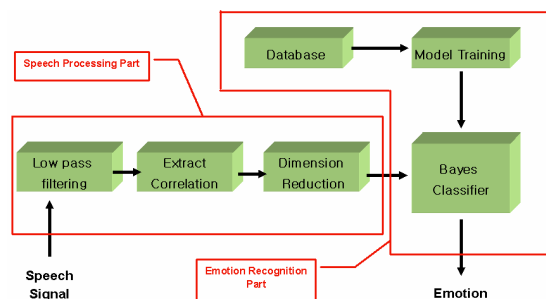 Database
Model Training
Speech Processing Part
Low pass
filtering
Extract
Correlation
Dimension
Reduction
Bayes
Classifier
Emotion Recognition
Part
Speech
Signal
Emotion